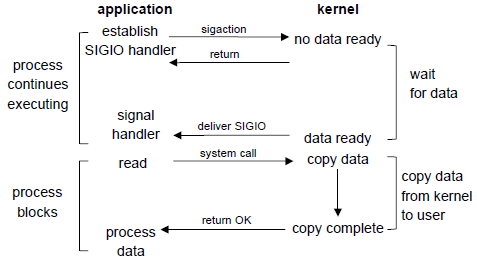 application
kernel
establish
SIGIO handler
sigaction
no data ready
return
process
continues
executing
wait
for data
signal
handler
deliver SIGIO
data ready
read
system call
copy data
process
blocks
copy data
from kernel
to user
return OK
copy complete
process
data